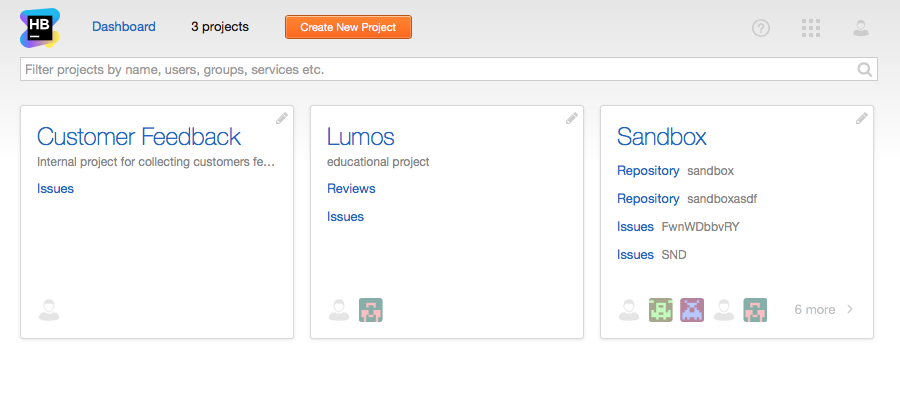 HB
Dashboard
3 projects
Create New Project
?
Filter projects by name, users, groups, services etc.
Customer Feedback
Internal project for collecting customers fe...
Issues
Lumos
educational project
Reviews
Issues
Sandbox
Repository sandbox
Repository sandboxasdf
Issues FwnWDbbvRY
Issues SND
6 more